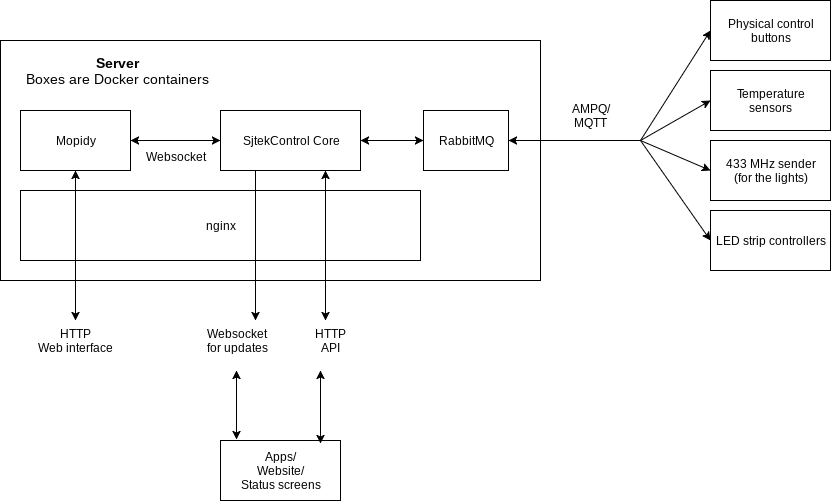 Physical control
buttons
Server
Boxes are Docker containers
Temperature
sensors
AMPQ/
MQTT
Mopidy
Websocket
SjtekControl Core
RabbitMQ
433 MHz sender
(for the lights)
nginx
LED strip controllers
HTTP
Web interface
Websocket
for updates
HTTP
API
Apps/
Website/
Status screens